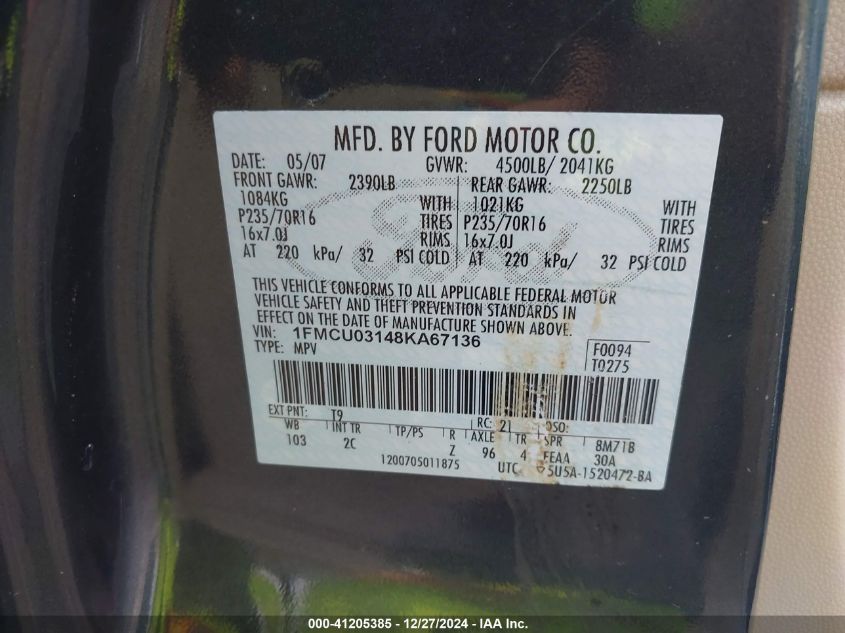 MFD. BY FORD MOTOR CO.
DATE: 05/07 GVWR: 4500LB/ 2041KG
FRONT GAWR: 2390LB REAR GAWR: 2250LB
1084KG WITH 1021KG WITH
P235/70R16 TIRES P235/70R16 TIRES
16x7.0J RIMS 16x7.0J RIMS
AT 220 kPa/ 32 PSI COLD AT 220 kPa/ 32 PSI COLD
THIS VEHICLE CONFORMS TO ALL APPLICABLE FEDERAL MOTOR
VEHICLE SAFETY AND THEFT PREVENTION STANDARDS IN
EFFECT ON THE DATE OF MANUFACTURE SHOWN ABOVE.
VIN: 1FMCU03148KA67136
TYPE: MPV
F0094
T0275
EXT PNT: T9 RC: 21 DSO:
WB INT TR TP/PS R AXLE TR SPR 8M71B
103 2C Z 96 4 FEAA 30A
1200705011875 UTC 5U5A-1520472-BA
Ford
000-41205385 - 12/27/2024 - IAA Inc.